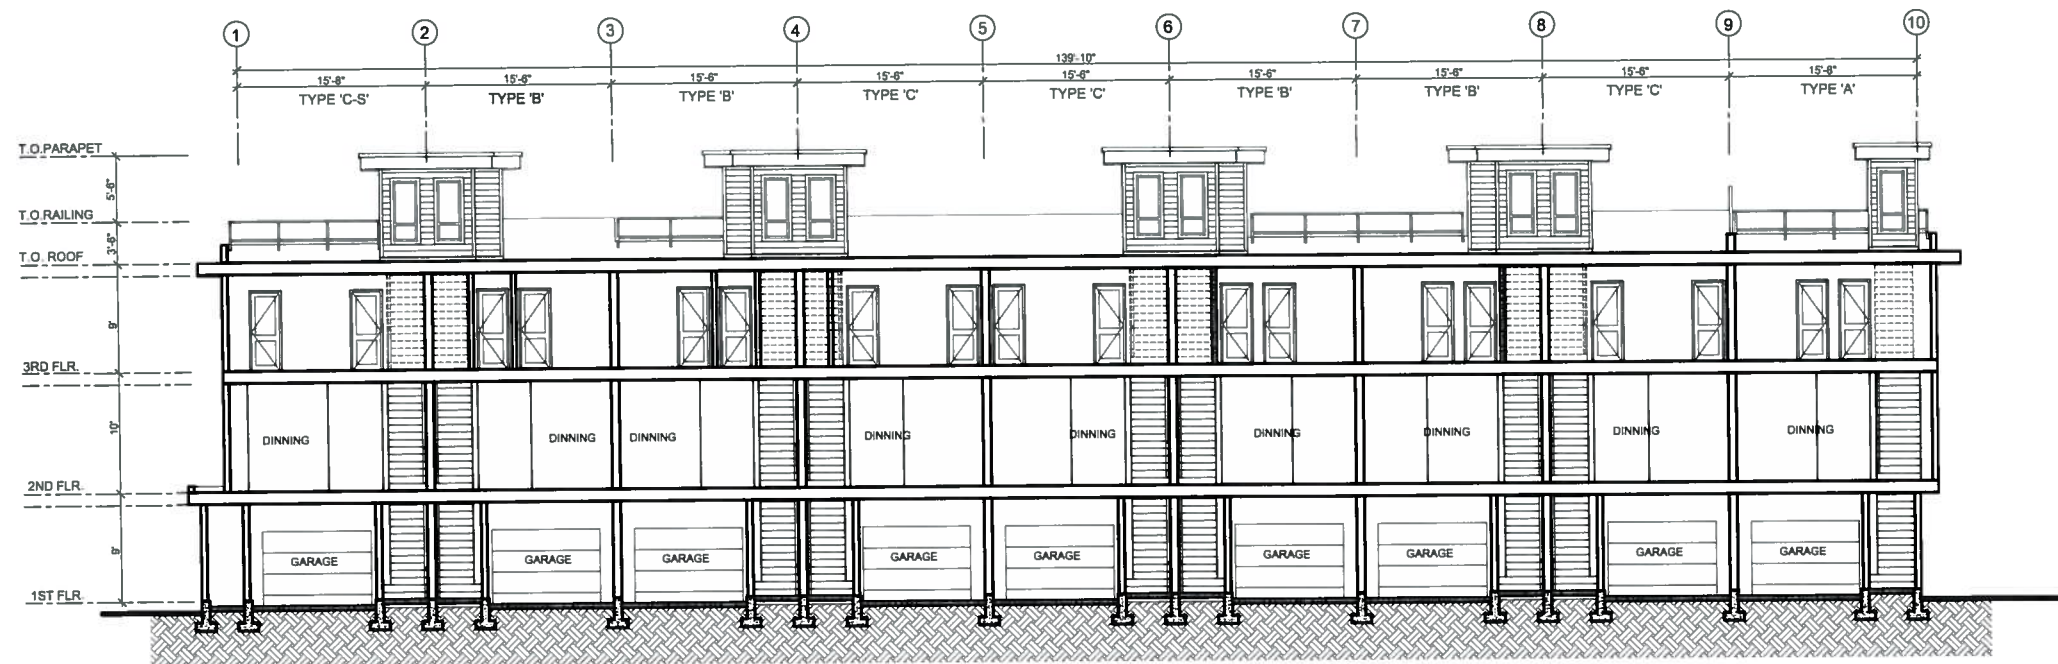 1 2 3 4 5 6 7 8 9 10
139'-10"
15'-8" 15'-6" 15'-6" 15'-6" 15'-6" 15'-6" 15'-6" 15'-6" 15'-8"
TYPE 'C-S' TYPE 'B' TYPE 'B' TYPE 'C' TYPE 'C' TYPE 'B' TYPE 'B' TYPE 'C' TYPE 'A'
T.O.PARAPET
5'-6"
T.O.RAILING
3'-6"
T.O. ROOF
9'
3RD FLR.
10'
DINNING DINNING DINNING DINNING DINNING DINNING DINNING DINNING DINNING
2ND FLR.
9'
GARAGE GARAGE GARAGE GARAGE GARAGE GARAGE GARAGE GARAGE GARAGE
1ST FLR.